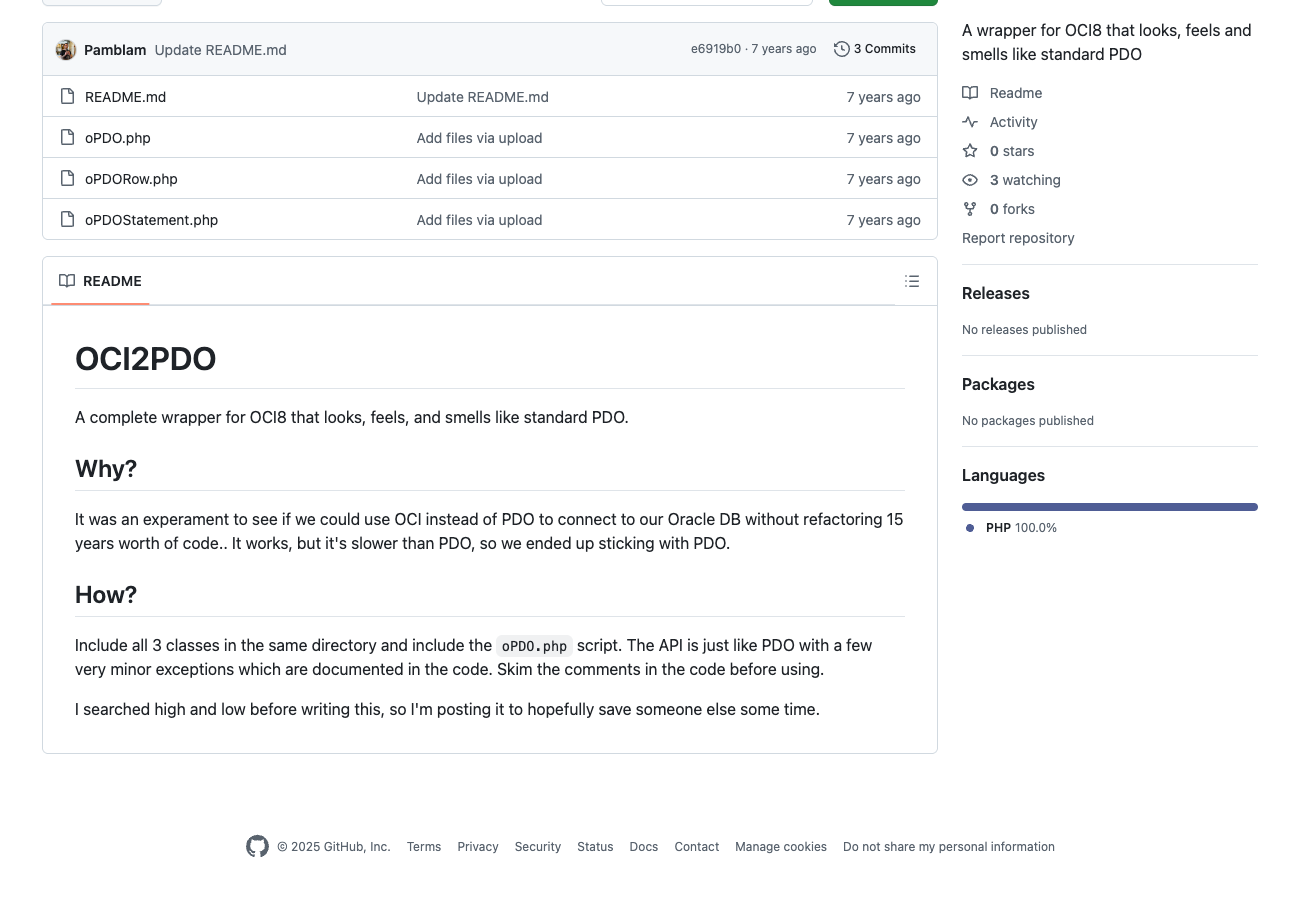 Pamblam Update README.md e6919b0 · 7 years ago 3 Commits
README.md Update README.md 7 years ago
oPDO.php Add files via upload 7 years ago
oPDORow.php Add files via upload 7 years ago
oPDOStatement.php Add files via upload 7 years ago
README
OCI2PDO
A complete wrapper for OCI8 that looks, feels, and smells like standard PDO.
Why?
It was an experament to see if we could use OCI instead of PDO to connect to our Oracle DB without refactoring 15
years worth of code.. It works, but it's slower than PDO, so we ended up sticking with PDO.
How?
Include all 3 classes in the same directory and include the oPDO.php script. The API is just like PDO with a few
very minor exceptions which are documented in the code. Skim the comments in the code before using.
I searched high and low before writing this, so I'm posting it to hopefully save someone else some time.
A wrapper for OCI8 that looks, feels and
smells like standard PDO
Readme
Activity
0 stars
3 watching
0 forks
Report repository
Releases
No releases published
Packages
No packages published
Languages
PHP 100.0%
© 2025 GitHub, Inc. Terms Privacy Security Status Docs Contact Manage cookies Do not share my personal information